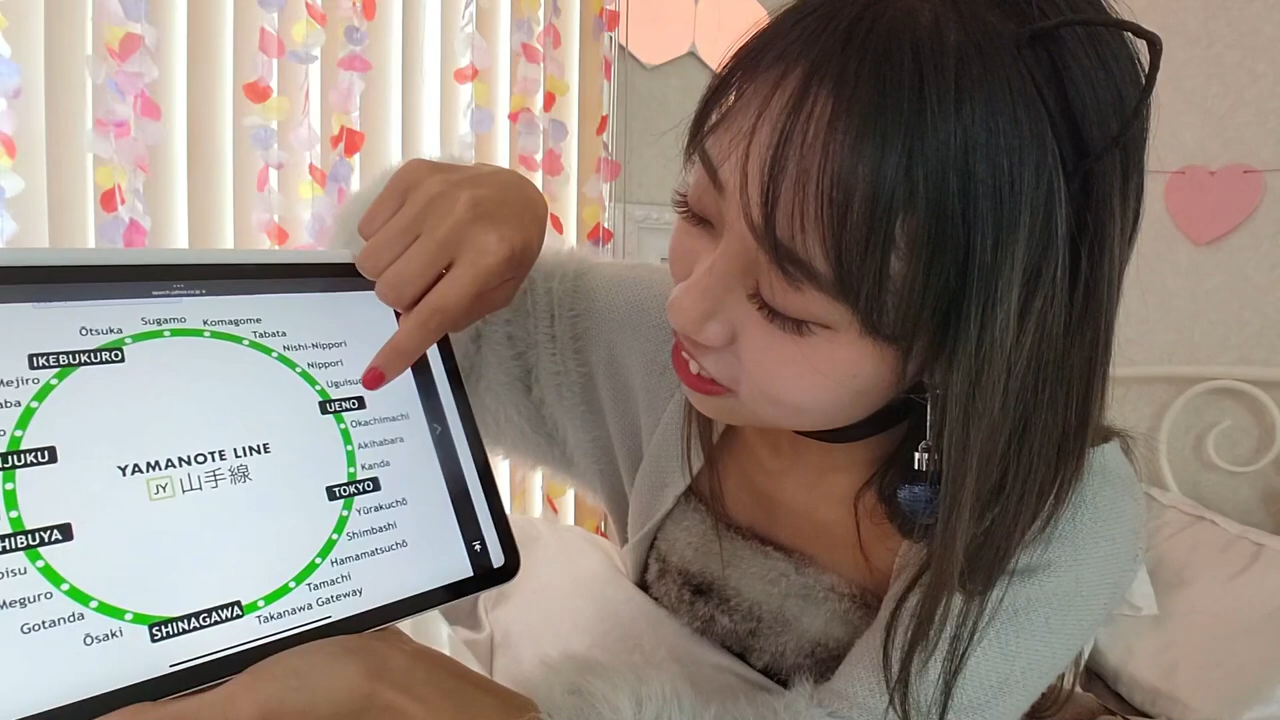 Sugamo
Komagome
Ōtsuka
Tabata
IKEBUKURO
Nishi-Nippori
Nippori
Mejiro
Uguisu
UENO
Okachimachi
Akihabara
YAMANOTE LINE
JY 山手線
Kanda
TOKYO
Yūrakuchō
Shimbashi
HIBUYA
Hamamatsuchō
Tamachi
Meguro
Takanawa Gateway
Gotanda
SHINAGAWA
Ōsaki